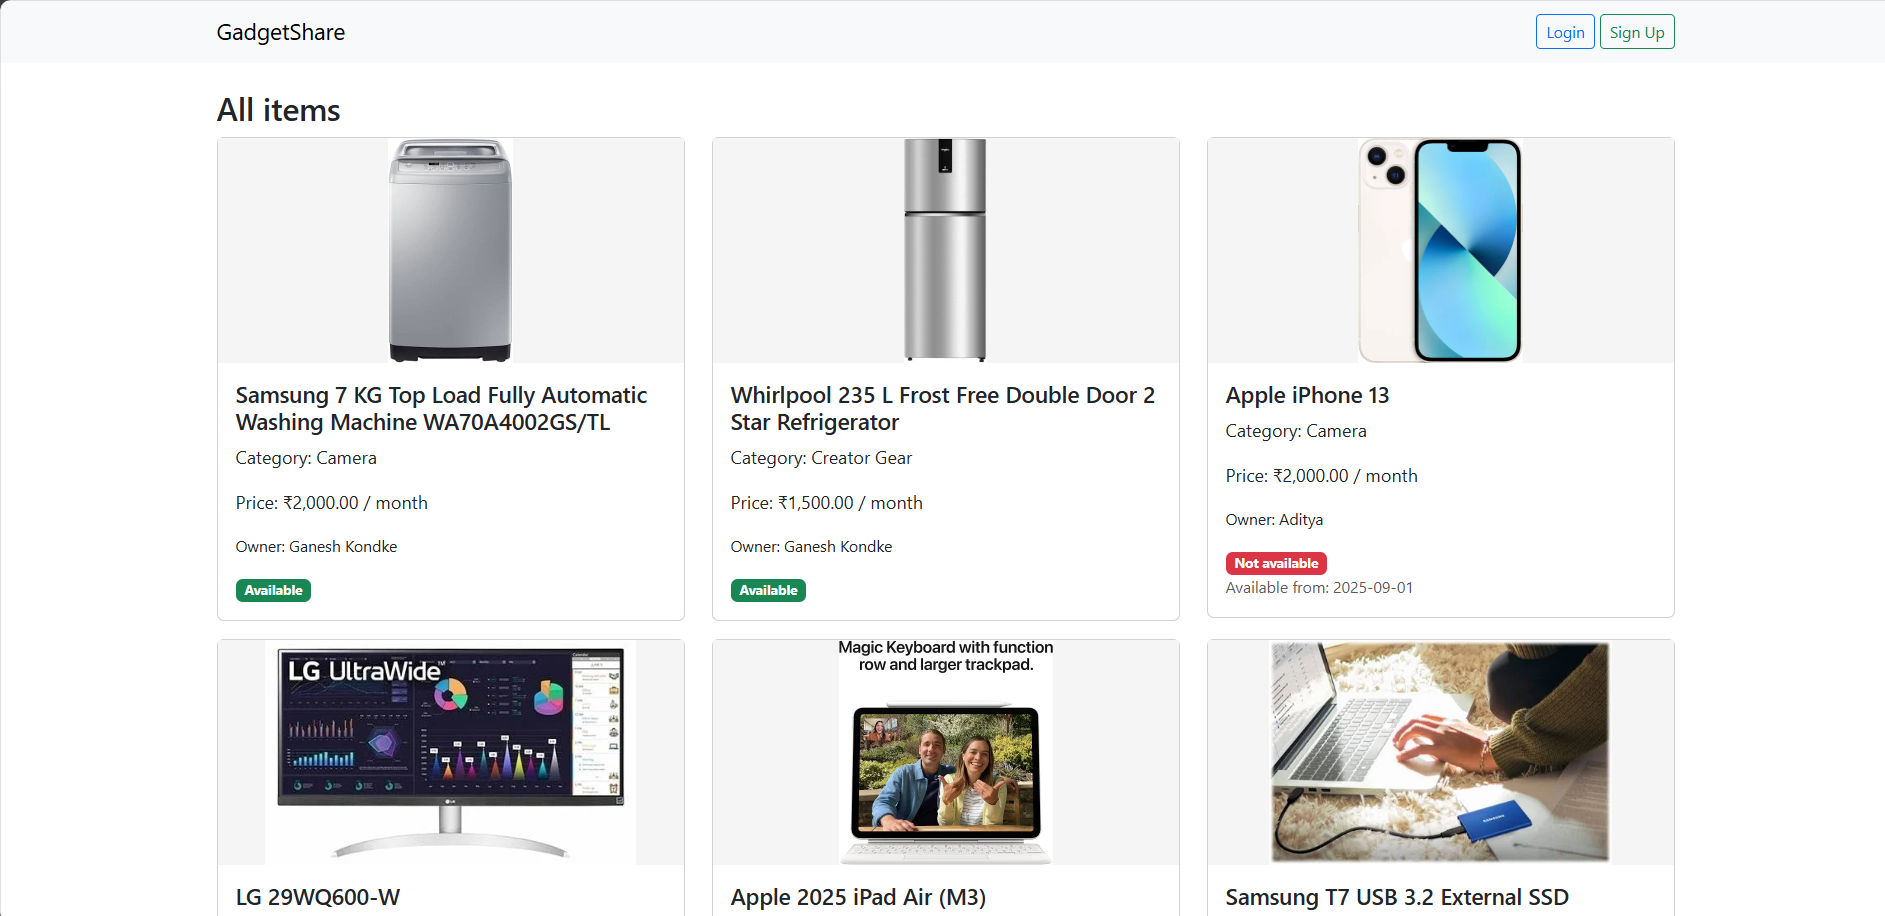 GadgetShare
Login
Sign Up
All items
Samsung 7 KG Top Load Fully Automatic
Washing Machine WA70A4002GS/TL
Category: Camera
Price: ₹2,000.00 / month
Owner: Ganesh Kondke
Available
Whirlpool 235 L Frost Free Double Door 2
Star Refrigerator
Category: Creator Gear
Price: ₹1,500.00 / month
Owner: Ganesh Kondke
Available
Apple iPhone 13
Category: Camera
Price: ₹2,000.00 / month
Owner: Aditya
Not available
Available from: 2025-09-01
LG UltraWide™
LG
LG 29WQ600-W
Magic Keyboard with function
row and larger trackpad.
Apple 2025 iPad Air (M3)
SAMSUNG
Samsung T7 USB 3.2 External SSD